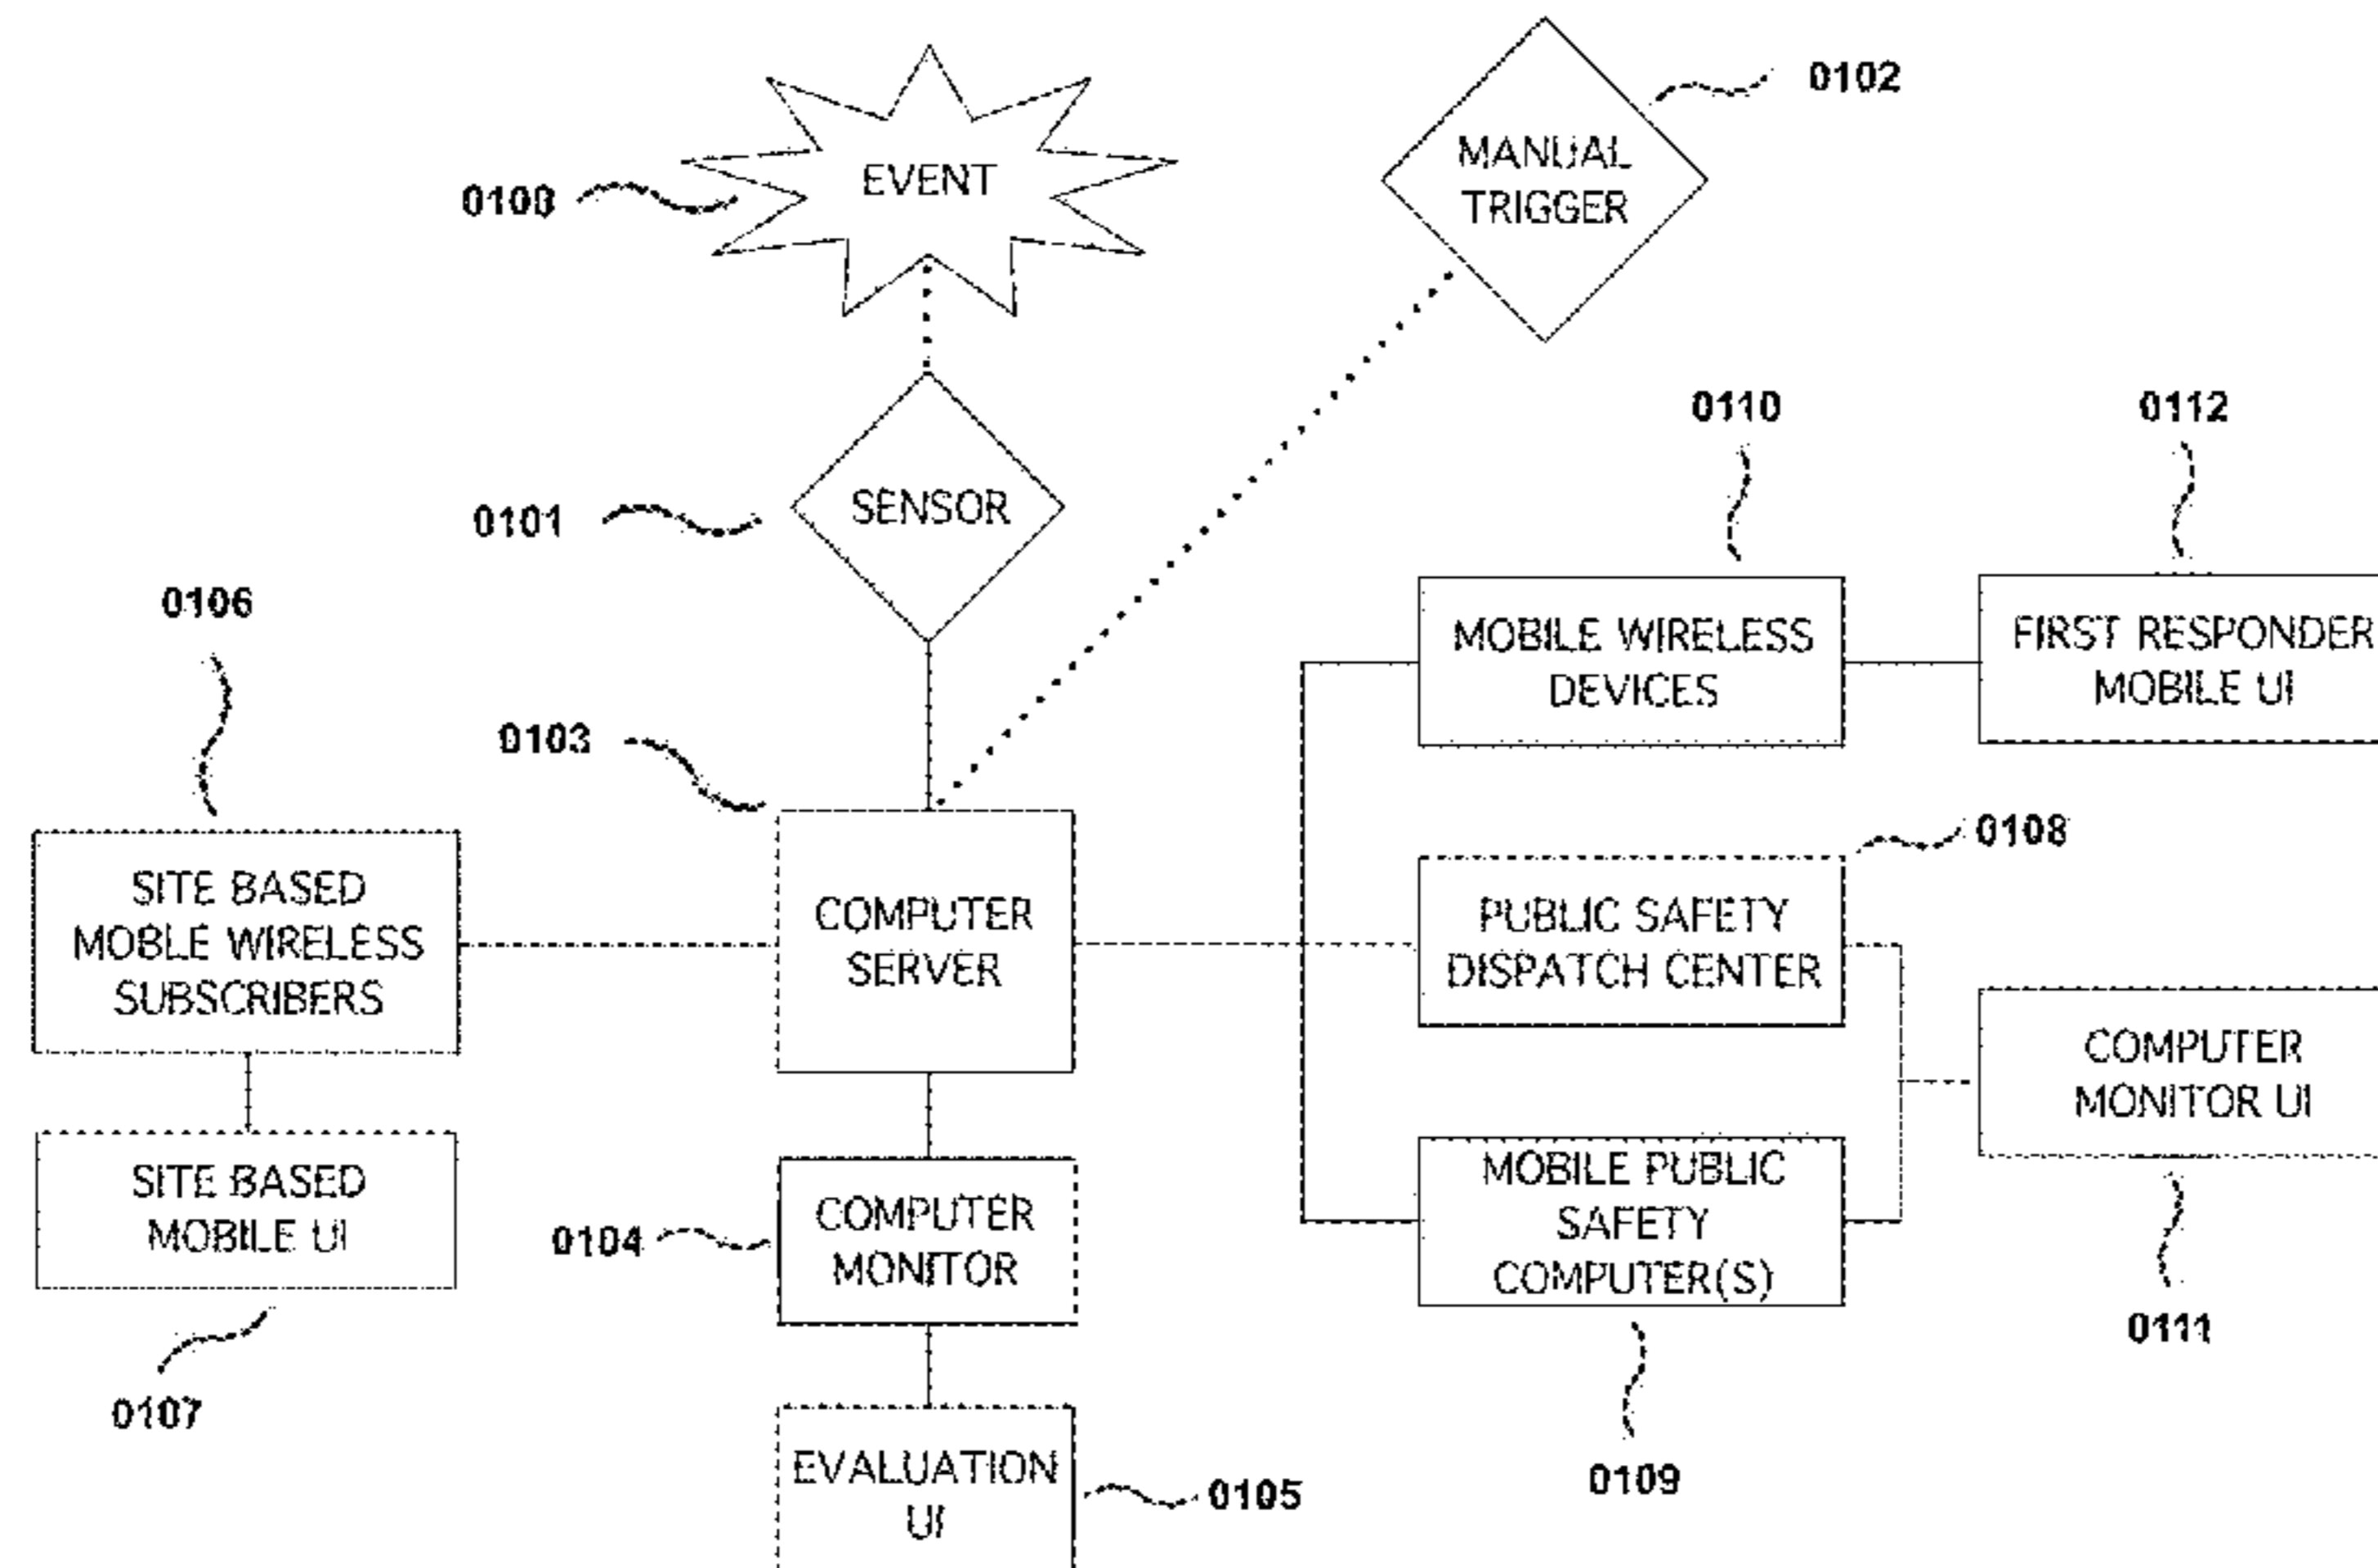 0100
EVENT
0102
MANUAL
TRIGGER
0101
SENSOR
0110
0112
MOBILE WIRELESS
DEVICES
FIRST RESPONDER
MOBILE UI
0106
0103
SITE BASED
MOBLE WIRELESS
SUBSCRIBERS
COMPUTER
SERVER
0108
PUBLIC SAFETY
DISPATCH CENTER
COMPUTER
MONITOR UI
0111
SITE BASED
MOBILE UI
0107
0104
COMPUTER
MONITOR
MOBILE PUBLIC
SAFETY
COMPUTER(S)
0109
EVALUATION
UI
0105